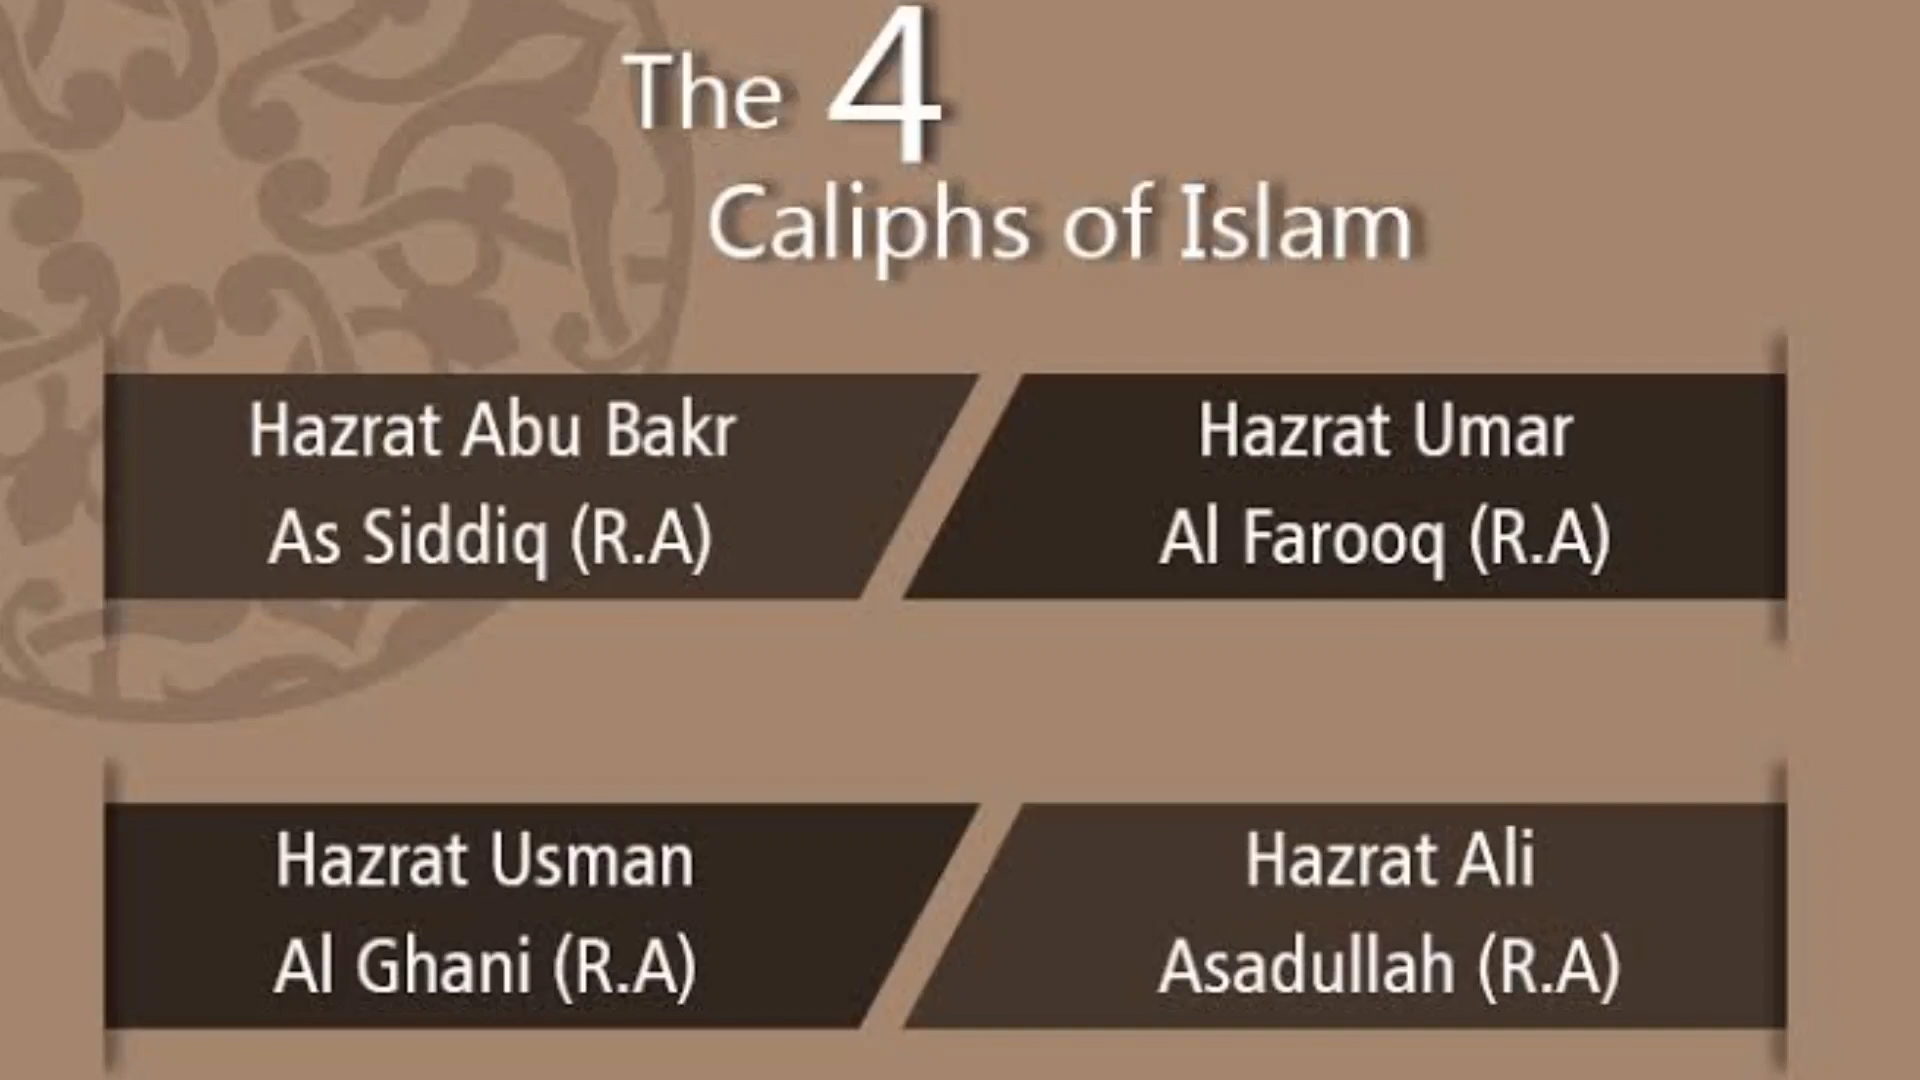 The 4
Caliphs of Islam
Hazrat Abu Bakr
As Siddiq (R.A)
Hazrat Umar
Al Farooq (R.A)
Hazrat Usman
Al Ghani (R.A)
Hazrat Ali
Asadullah (R.A)